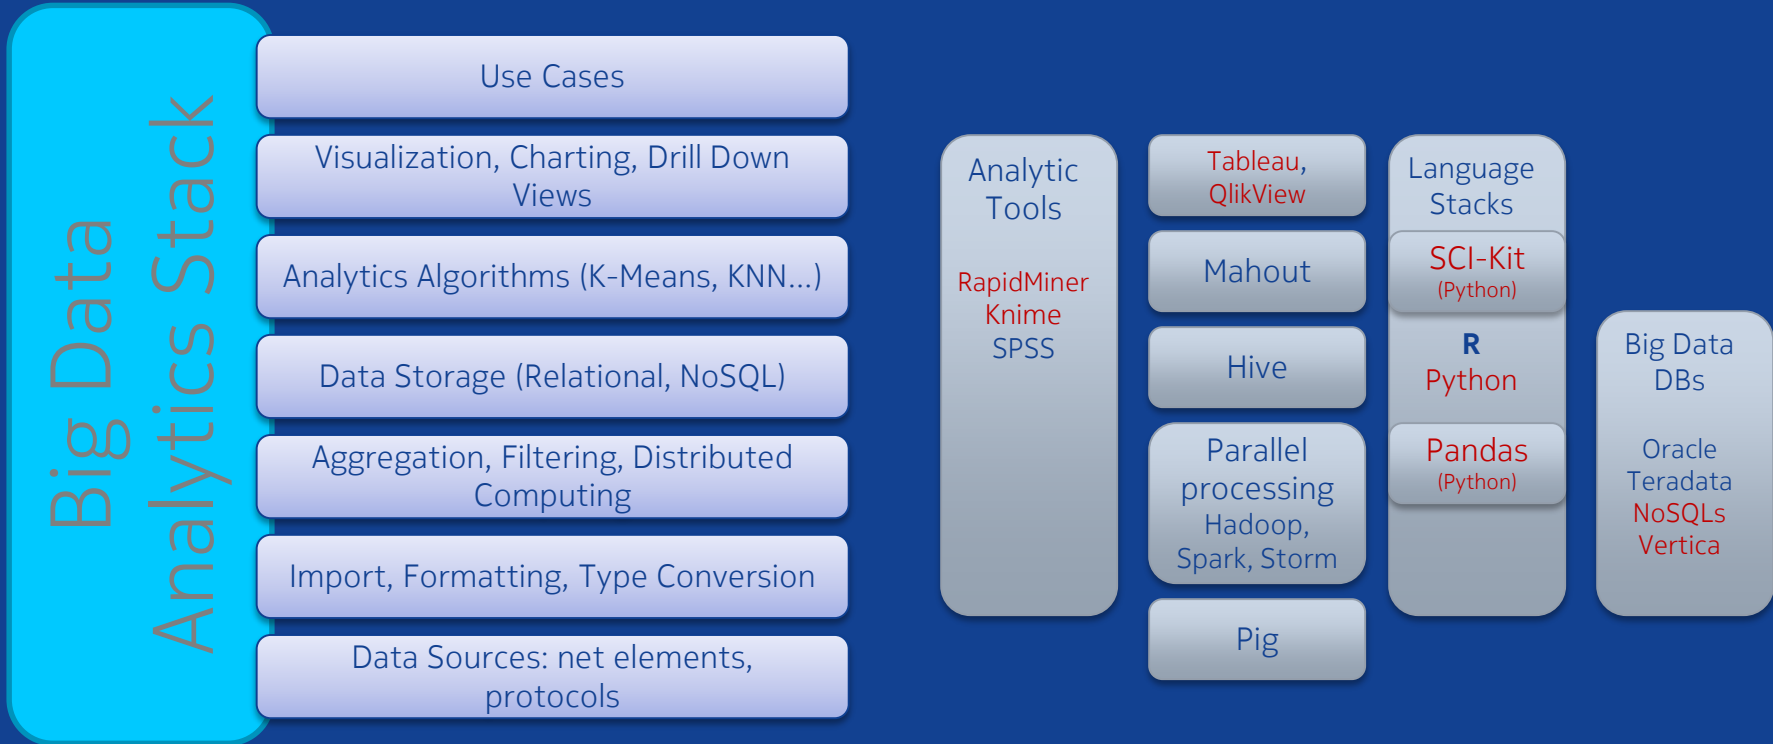 Big Data
Analytics Stack
Use Cases
Visualization, Charting, Drill Down
Views
Analytics Algorithms (K-Means, KNN...)
Data Storage (Relational, NoSQL)
Aggregation, Filtering, Distributed
Computing
Import, Formatting, Type Conversion
Data Sources: net elements,
protocols
Analytic
Tools
RapidMiner
Knime
SPSS
Tableau,
QlikView
Mahout
Hive
Parallel
processing
Hadoop,
Spark, Storm
Pig
Language
Stacks
SCI-Kit
(Python)
R
Python
Pandas
(Python)
Big Data
DBs
Oracle
Teradata
NoSQLs
Vertica